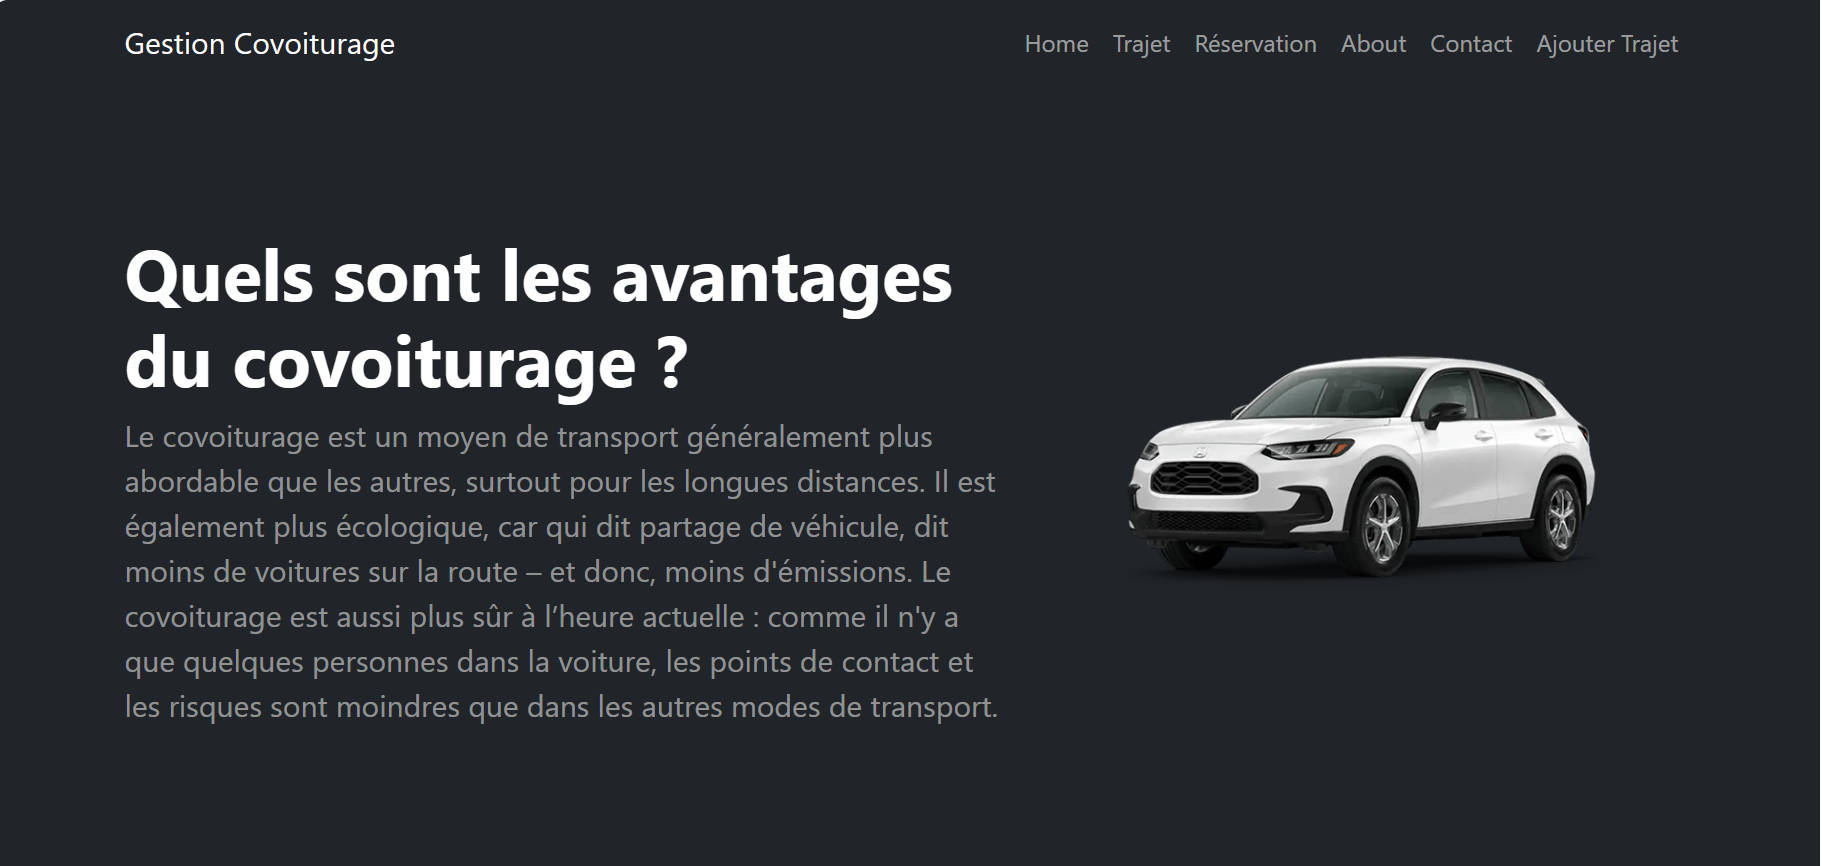 Gestion Covoiturage
Home Trajet Réservation About Contact Ajouter Trajet
Quels sont les avantages
du covoiturage ?
Le covoiturage est un moyen de transport généralement plus
abordable que les autres, surtout pour les longues distances. Il est
également plus écologique, car qui dit partage de véhicule, dit
moins de voitures sur la route – et donc, moins d'émissions. Le
covoiturage est aussi plus sûr à l’heure actuelle : comme il n'y a
que quelques personnes dans la voiture, les points de contact et
les risques sont moindres que dans les autres modes de transport.